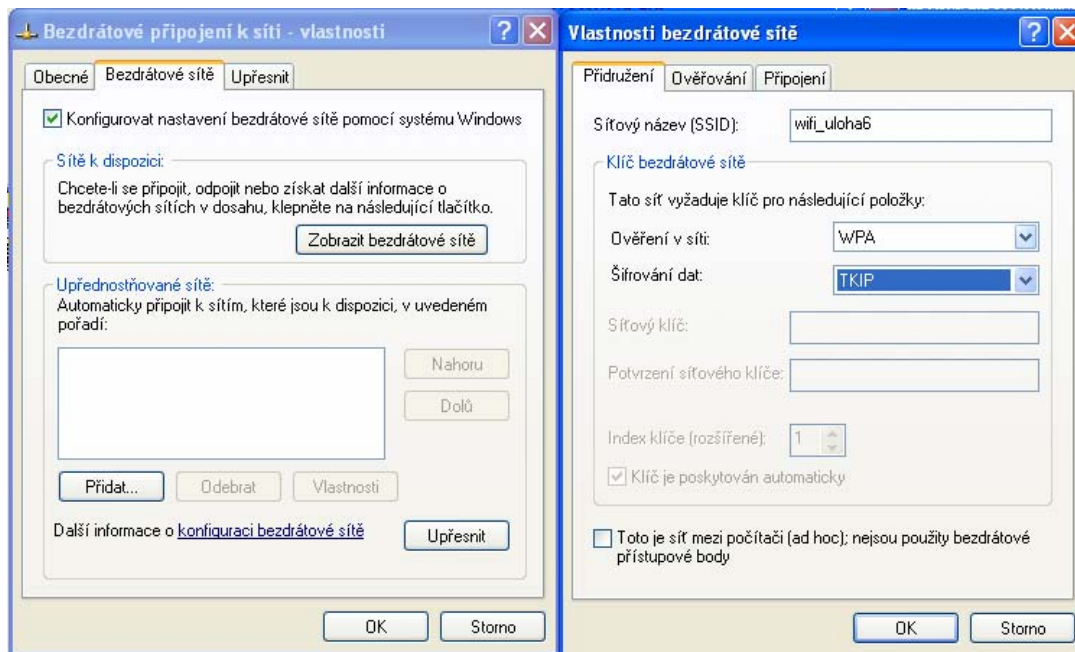 Bezdrátové připojení k síti - vlastnosti
Obecné Bezdrátové sítě Upřesnit
Konfigurovat nastavení bezdrátové sítě pomocí systému Windows
Sítě k dispozici:
Chcete-li se připojit, odpojit nebo získat další informace o
bezdrátových sítích v dosahu, klepněte na následující tlačítko.
Zobrazit bezdrátové sítě
Upřednostňované sítě:
Automaticky připojit k sítím, které jsou k dispozici, v uvedeném
pořadí:
Nahoru
Dolů
Přidat... Odebrat Vlastnosti
Další informace o konfiguraci bezdrátové sítě
Upřesnit
OK Storno
Vlastnosti bezdrátové sítě
Přidružení Ověřování Připojení
Síťový název (SSID): wifi_uloha6
Klíč bezdrátové sítě
Tato síť vyžaduje klíč pro následující položky:
Ověření v síti: WPA
Šifrování dat: TKIP
Síťový klíč:
Potvrzení síťového klíče:
Index klíče (rozšířené): 1
Klíč je poskytován automaticky
Toto je síť mezi počítači (ad hoc); nejsou použity bezdrátové
přístupové body
OK Storno